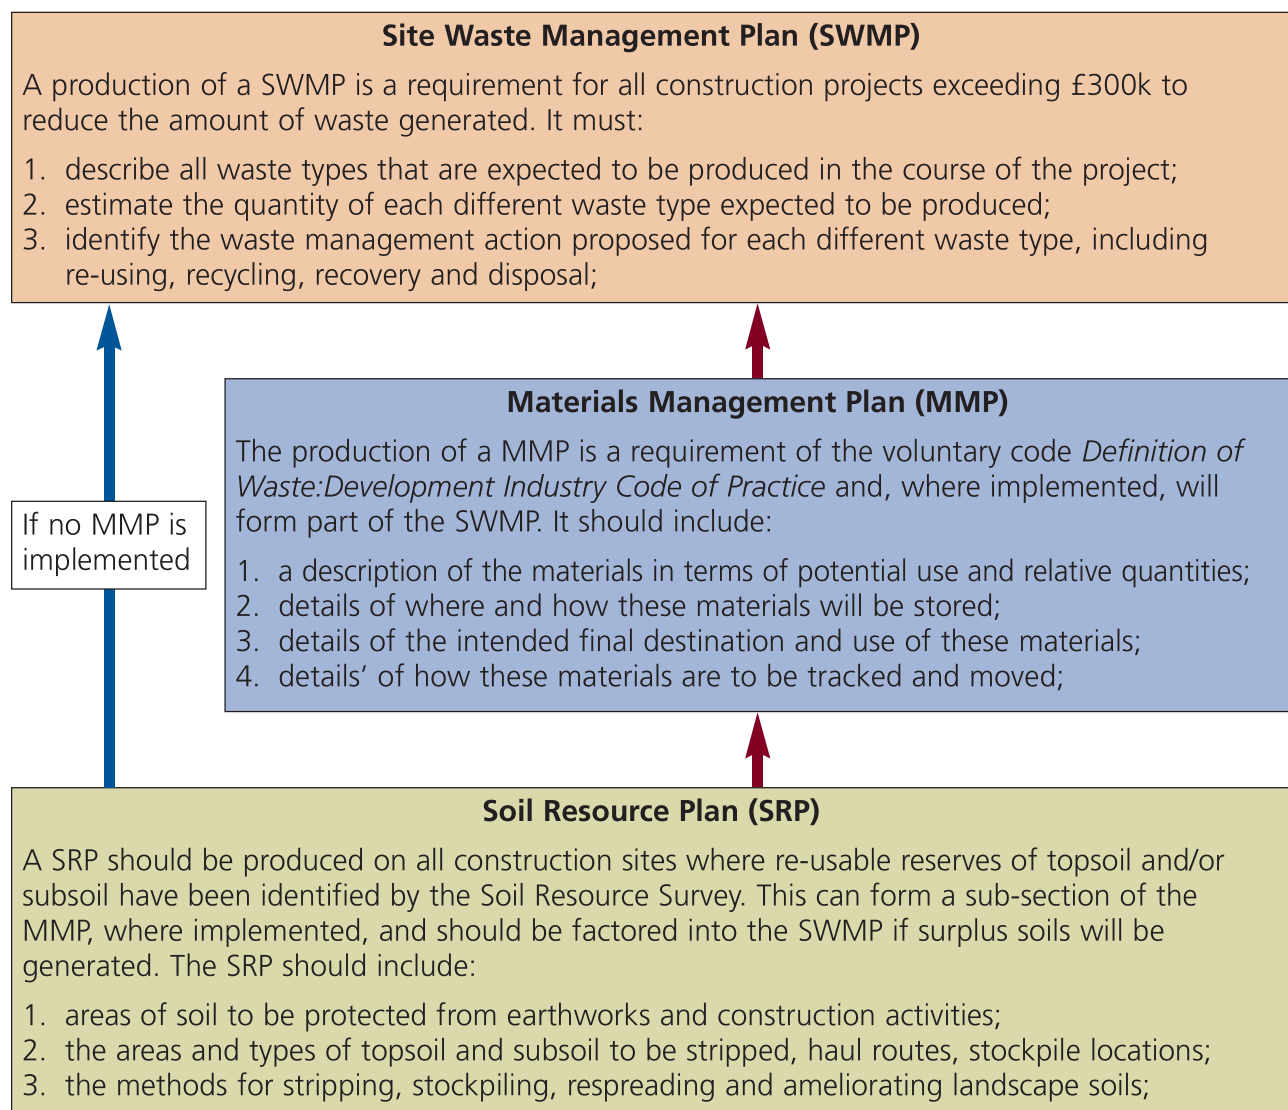 Site Waste Management Plan (SWMP)
A production of a SWMP is a requirement for all construction projects exceeding £300k to
reduce the amount of waste generated. It must:
1. describe all waste types that are expected to be produced in the course of the project;
2. estimate the quantity of each different waste type expected to be produced;
3. identify the waste management action proposed for each different waste type, including
re-using, recycling, recovery and disposal;
Materials Management Plan (MMP)
The production of a MMP is a requirement of the voluntary code Definition of
Waste:Development Industry Code of Practice and, where implemented, will
form part of the SWMP. It should include:
1. a description of the materials in terms of potential use and relative quantities;
2. details of where and how these materials will be stored;
3. details of the intended final destination and use of these materials;
4. details’ of how these materials are to be tracked and moved;
If no MMP is
implemented
Soil Resource Plan (SRP)
A SRP should be produced on all construction sites where re-usable reserves of topsoil and/or
subsoil have been identified by the Soil Resource Survey. This can form a sub-section of the
MMP, where implemented, and should be factored into the SWMP if surplus soils will be
generated. The SRP should include:
1. areas of soil to be protected from earthworks and construction activities;
2. the areas and types of topsoil and subsoil to be stripped, haul routes, stockpile locations;
3. the methods for stripping, stockpiling, respreading and ameliorating landscape soils;